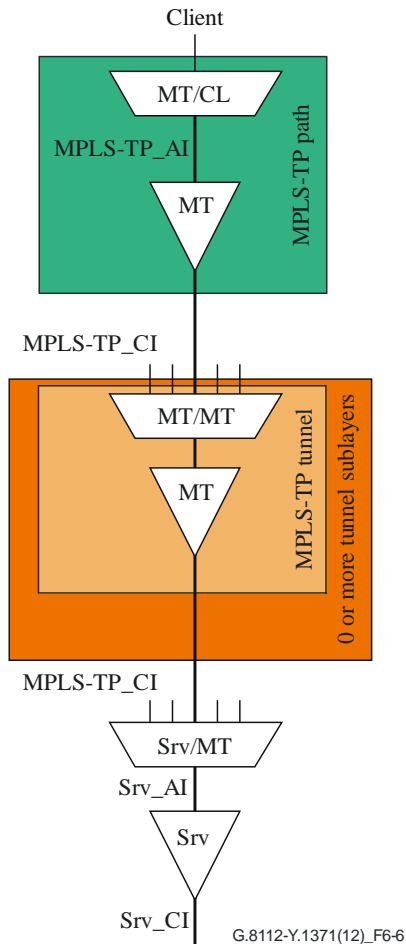 Client
MT/CL
MPLS-TP_AI
MT
MPLS-TP path
MPLS-TP_CI
MT/MT
MT
MPLS-TP tunnel
0 or more tunnel sublayers
MPLS-TP_CI
Srv/MT
Srv_AI
Srv
Srv_CI
G.8112-Y.1371(12)_F6-6